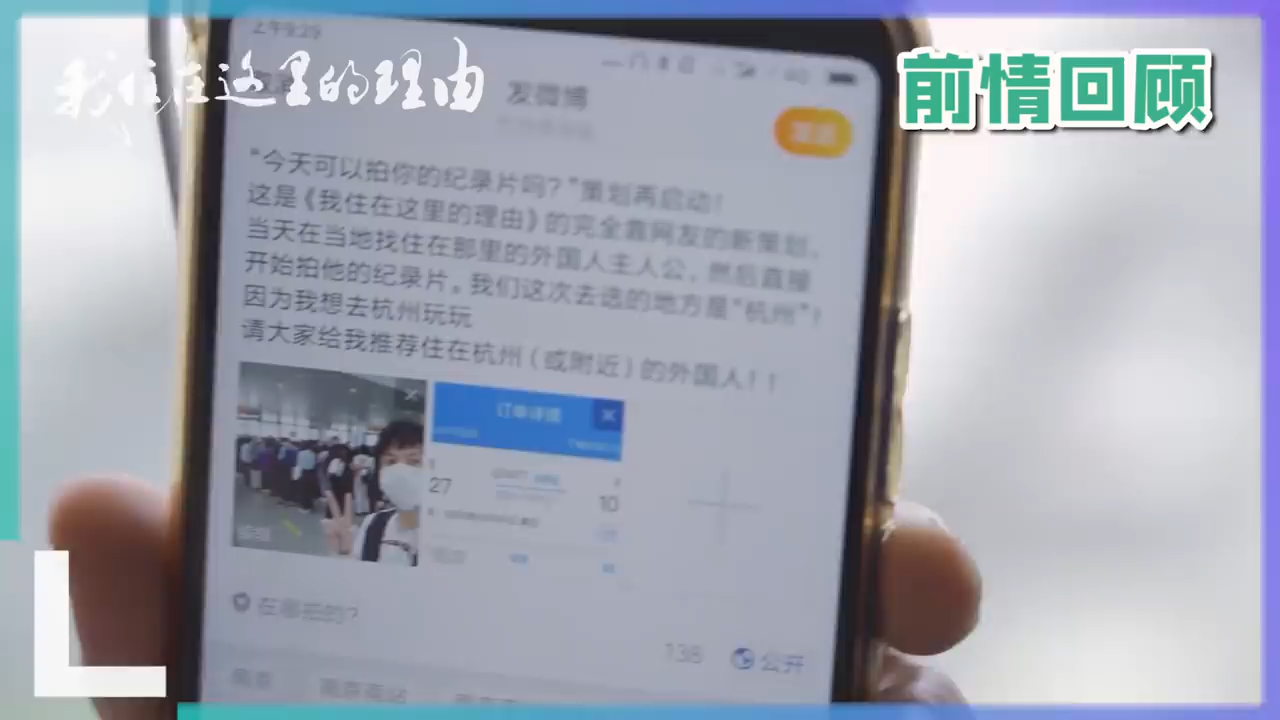 我住在这里的理由
前情回顾
上午9:29
发微博
“今天可以拍你的纪录片吗？”策划再启动！
这是《我住在这里的理由》的完全靠网友的新策划，
当天在当地找住在那里的外国人主人公，然后直接
开始拍他的纪录片。我们这次去选的地方是“杭州”！
因为我想去杭州玩玩
请大家给我推荐住在杭州（或附近）的外国人！！
订单详情
27
10
在哪拍的？
138
公开